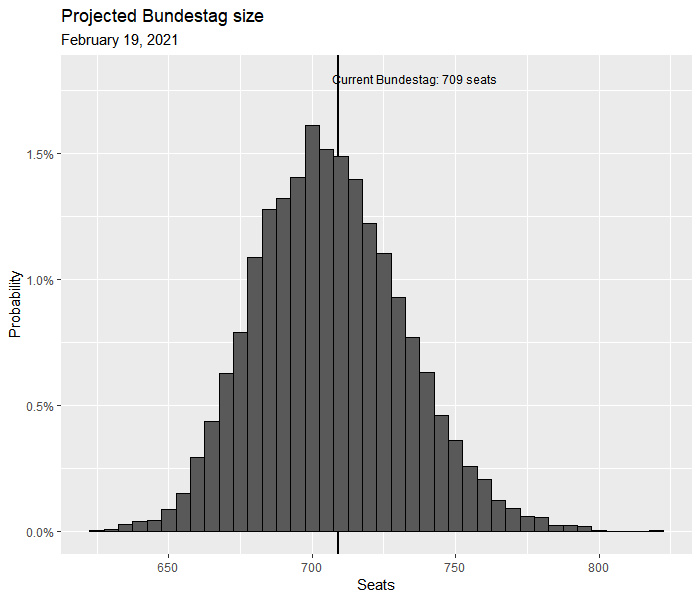 Projected Bundestag size
February 19, 2021
Current Bundestag: 709 seats
1.5%
1.0%
0.5%
0.0%
Probability
650 700 750 800
Seats